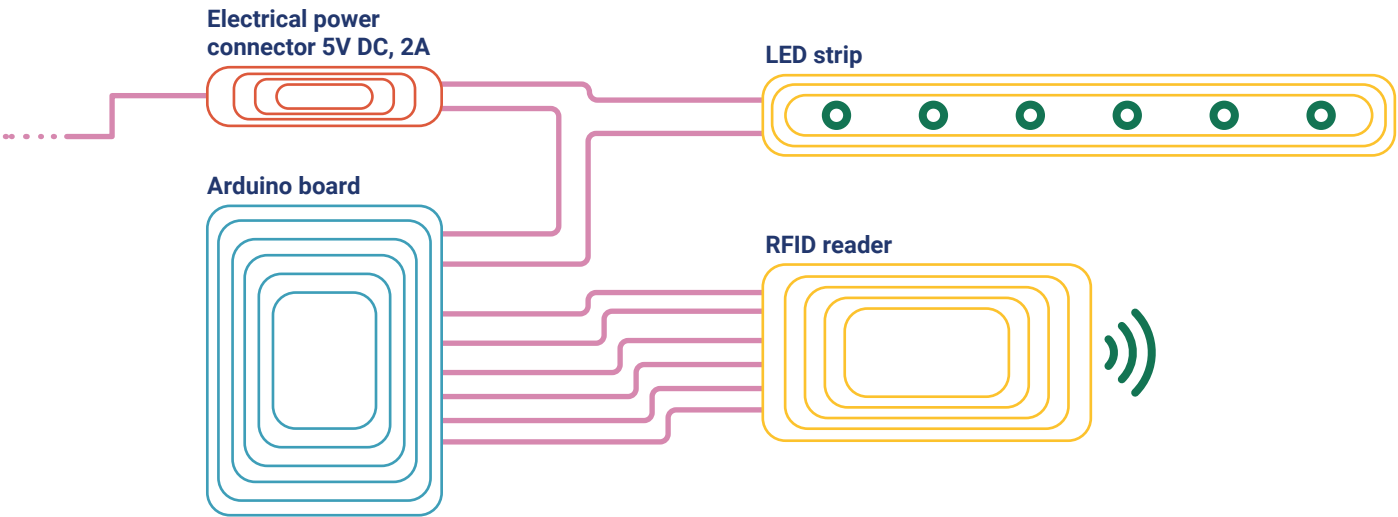 Electrical power
connector 5V DC, 2A
LED strip
Arduino board
RFID reader